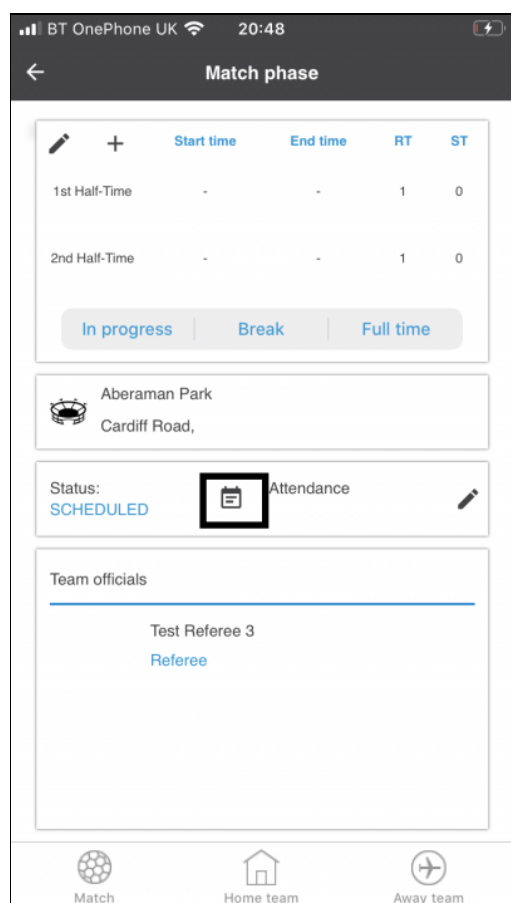 BT OnePhone UK 20:48
Match phase
Start time End time RT ST
1st Half-Time - - 1 0
2nd Half-Time - - 1 0
In progress Break Full time
Aberaman Park
Cardiff Road,
Status: Attendance
SCHEDULED
Team officials
Test Referee 3
Referee
Match Home team Away team